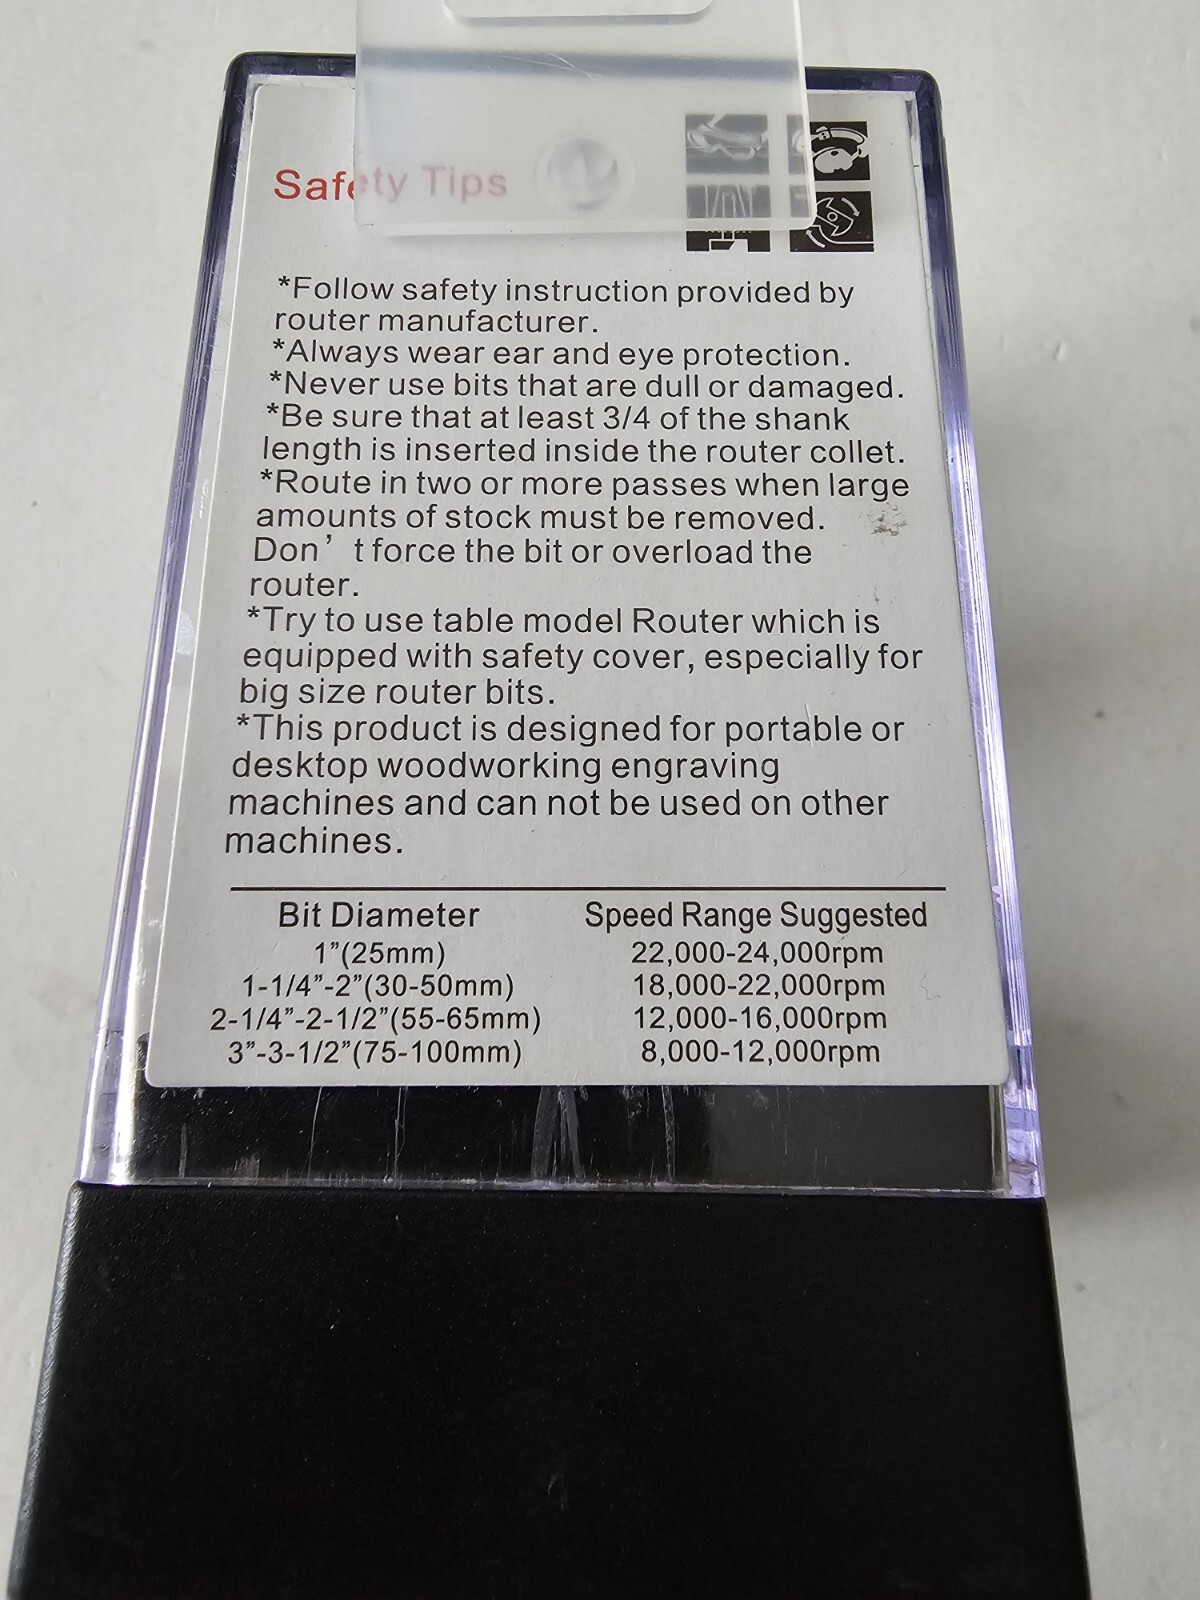 Safety Tips
*Follow safety instruction provided by
router manufacturer.
*Always wear ear and eye protection.
*Never use bits that are dull or damaged.
*Be sure that at least 3/4 of the shank
length is inserted inside the router collet.
*Route in two or more passes when large
amounts of stock must be removed.
Don’ t force the bit or overload the
router.
*Try to use table model Router which is
equipped with safety cover, especially for
big size router bits.
*This product is designed for portable or
desktop woodworking engraving
machines and can not be used on other
machines.
Bit Diameter Speed Range Suggested
1”(25mm) 22,000-24,000rpm
1-1/4”-2”(30-50mm) 18,000-22,000rpm
2-1/4”-2-1/2”(55-65mm) 12,000-16,000rpm
3”-3-1/2”(75-100mm) 8,000-12,000rpm